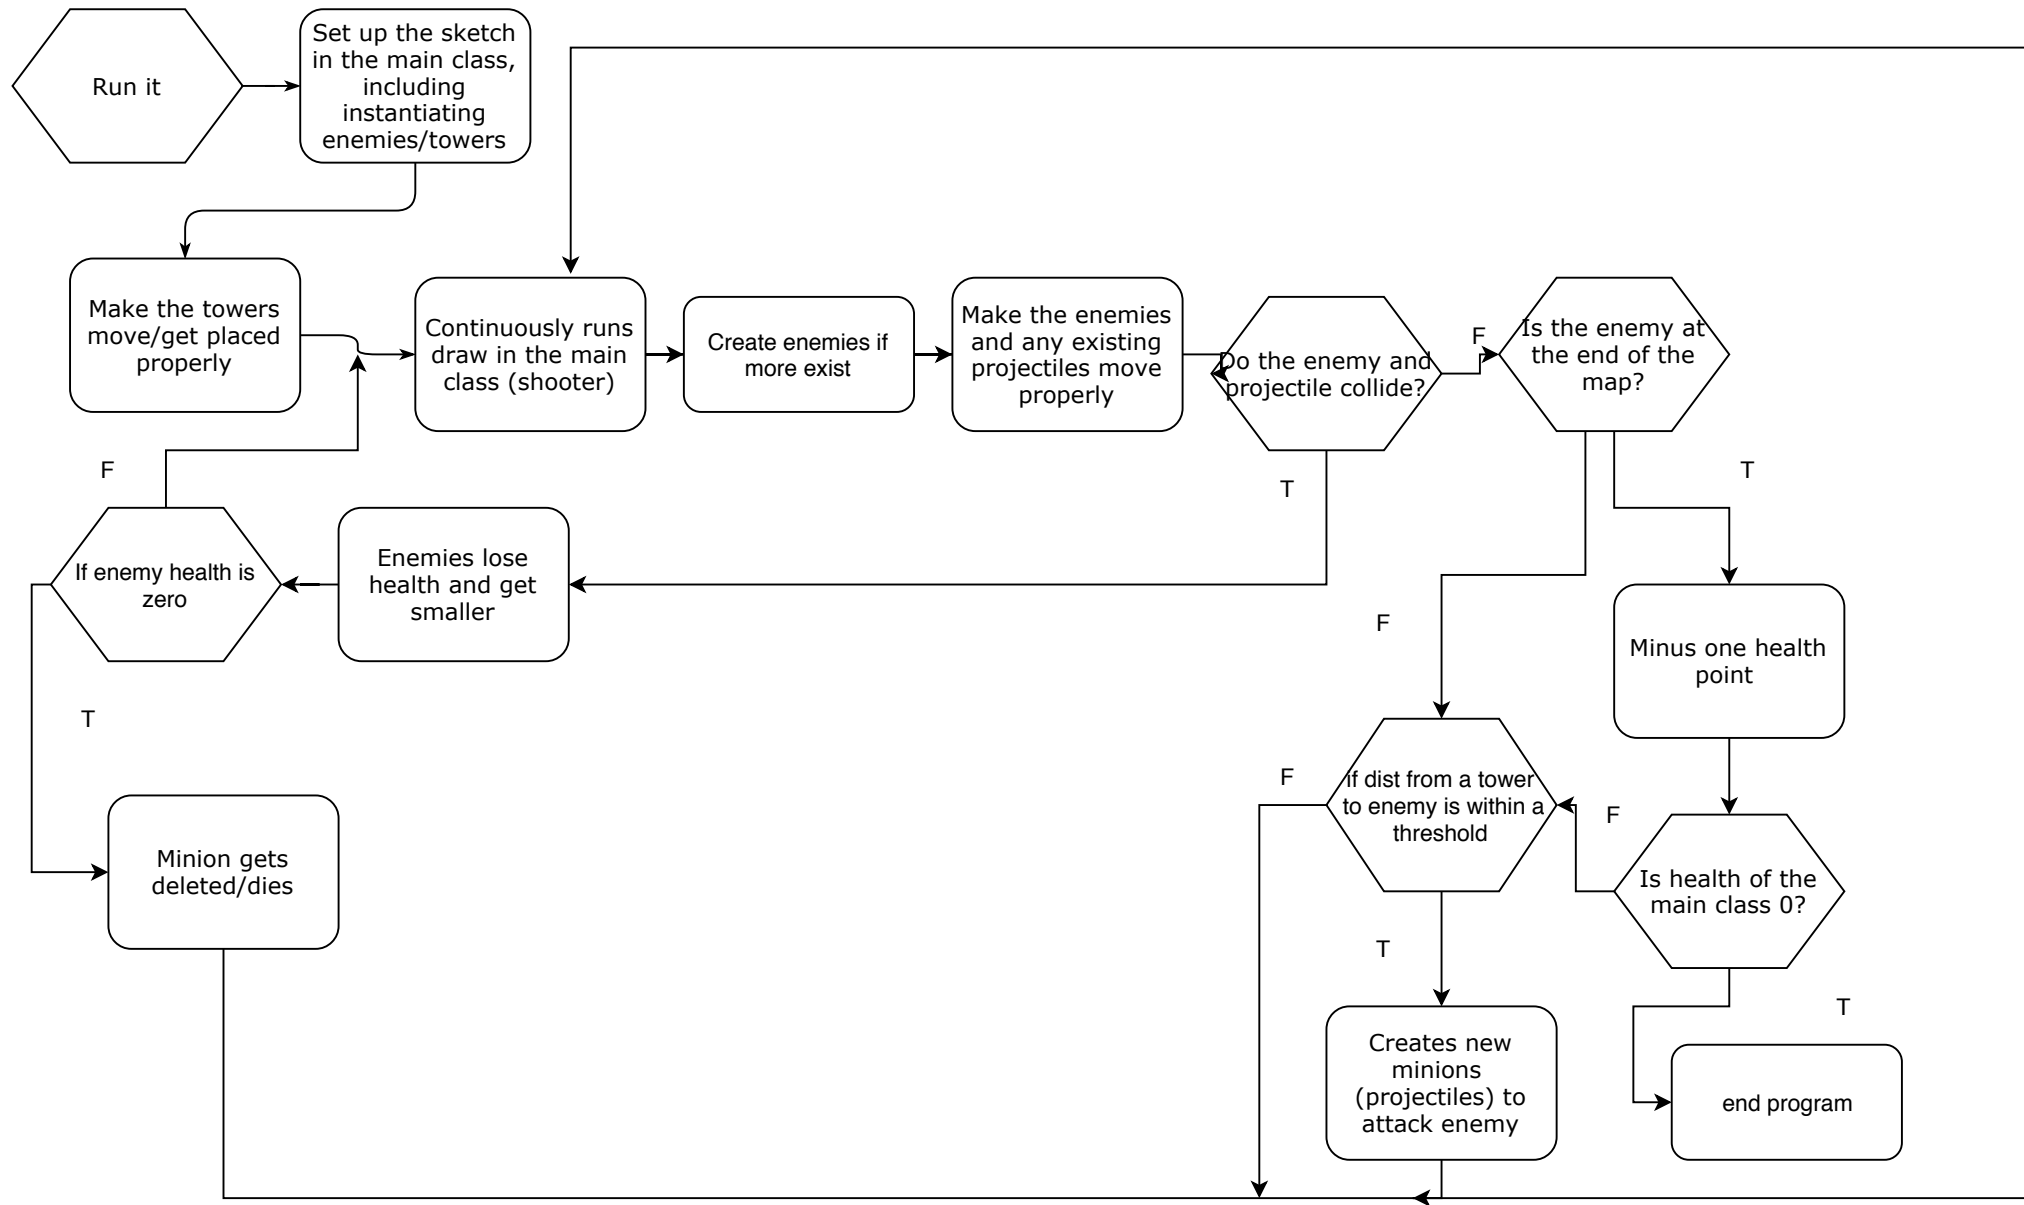 Run it
Set up the sketch
in the main class,
including
instantiating
enemies/towers
Make the towers
move/get placed
properly
Continuously runs
draw in the main
class (shooter)
Create enemies if
more exist
Make the enemies
and any existing
projectiles move
properly
Do the enemy and
projectile collide?
F
Is the enemy at
the end of the
map?
F
T
T
If enemy health is
zero
Enemies lose
health and get
smaller
F
Minus one health
point
T
F
if dist from a tower
to enemy is within a
threshold
F
Minion gets
deleted/dies
Is health of the
main class 0?
T
T
Creates new
minions
(projectiles) to
attack enemy
end program